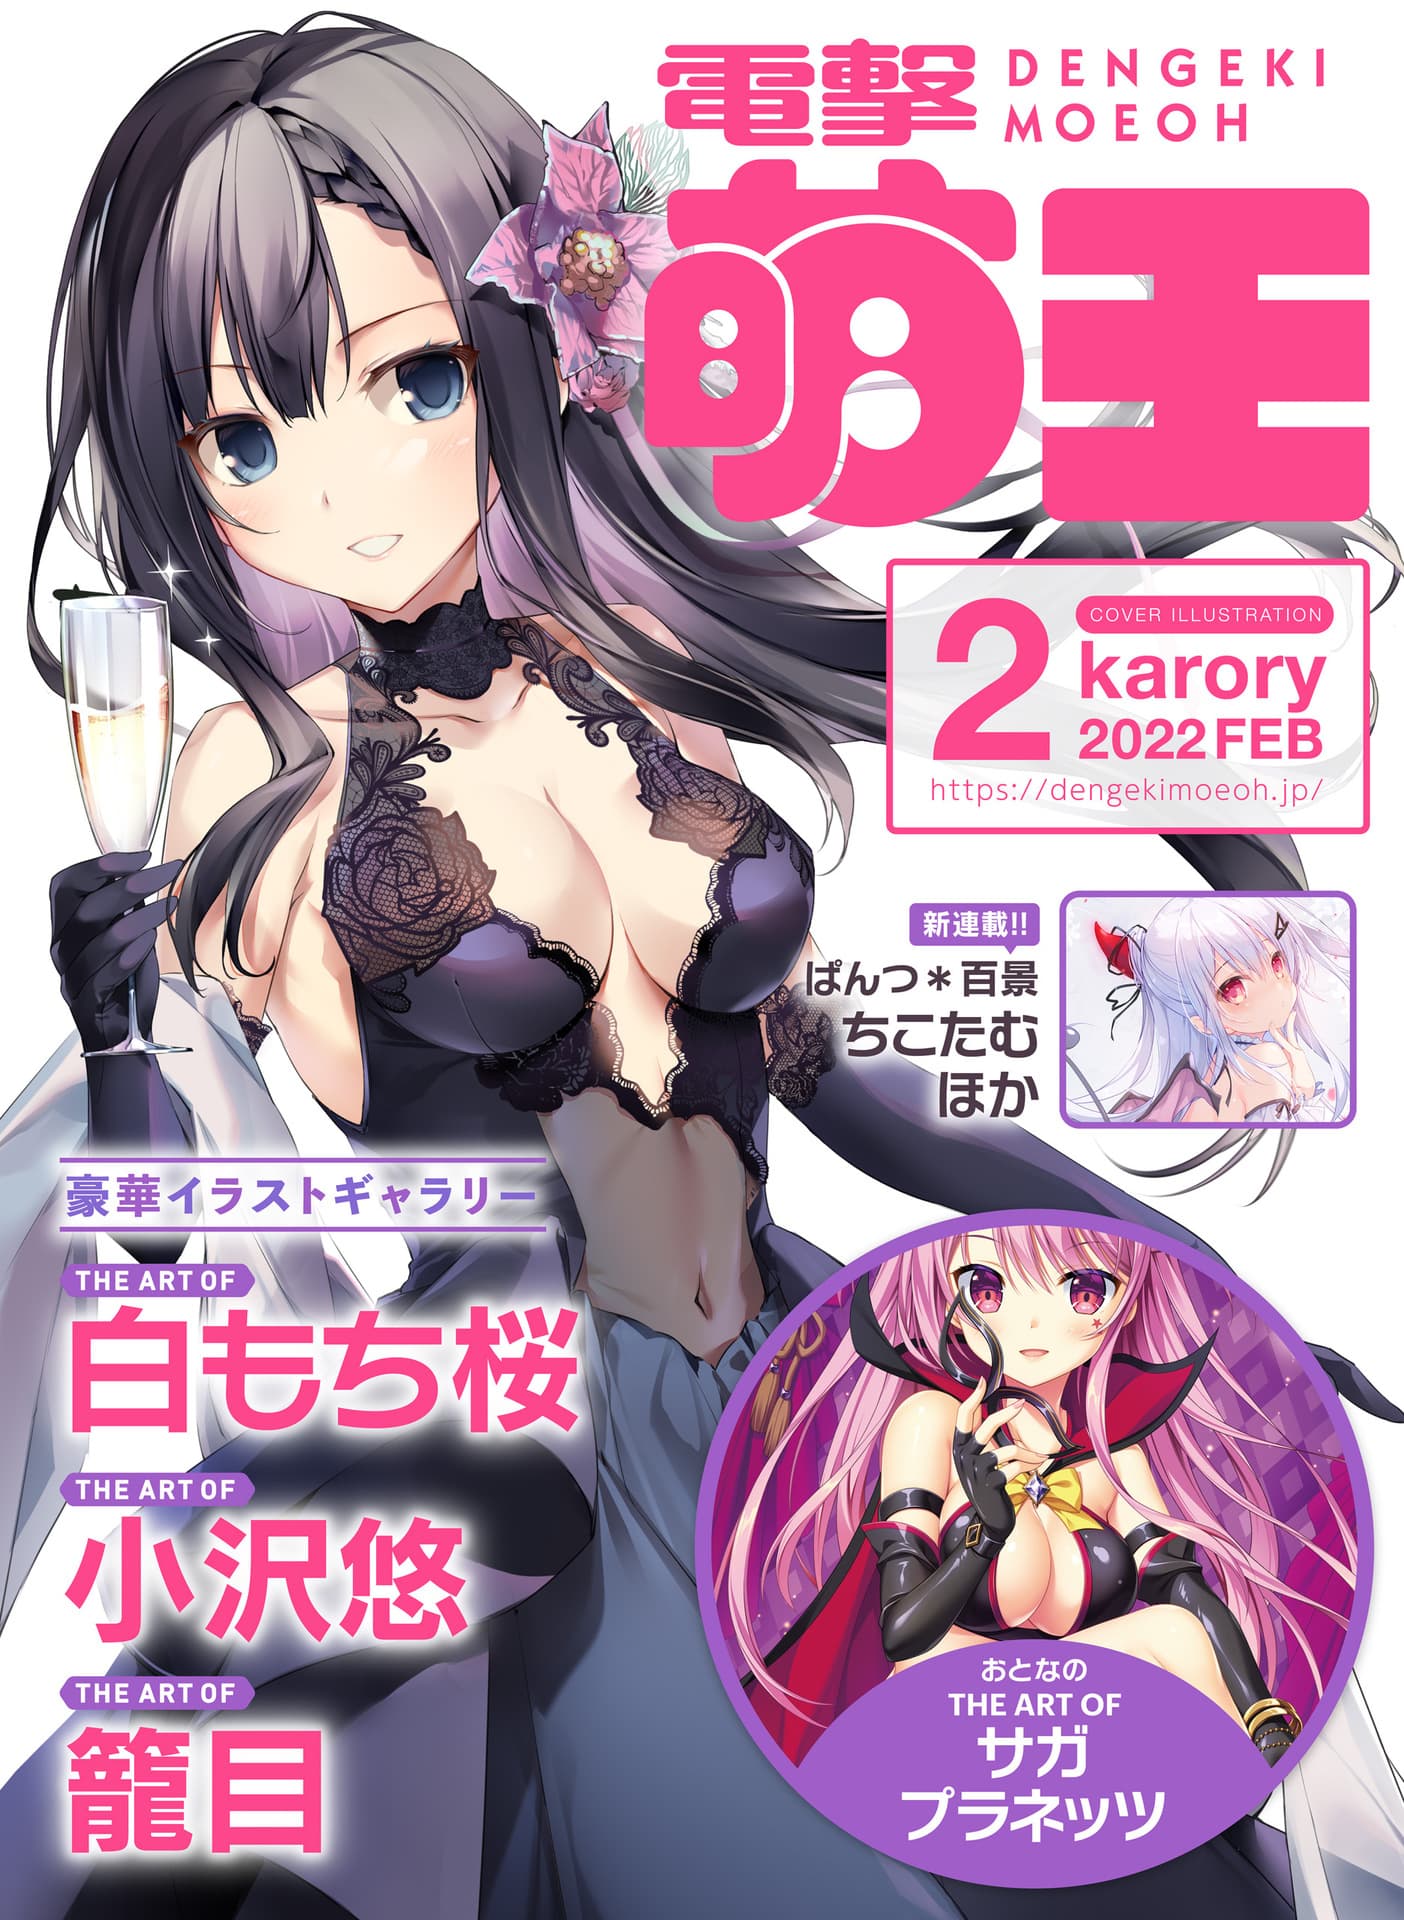 電撃
DENGEKI
MOEOH
萌王
2
COVER ILLUSTRATION
karory
2022 FEB
https://dengekimoeoh.jp/
新連載!!
ぱんつ＊百景
ちこたむ
ほか
豪華イラストギャラリー
THE ART OF
白もち桜
THE ART OF
小沢悠
THE ART OF
籠目
おとなの
THE ART OF
サガ
プラネッツ